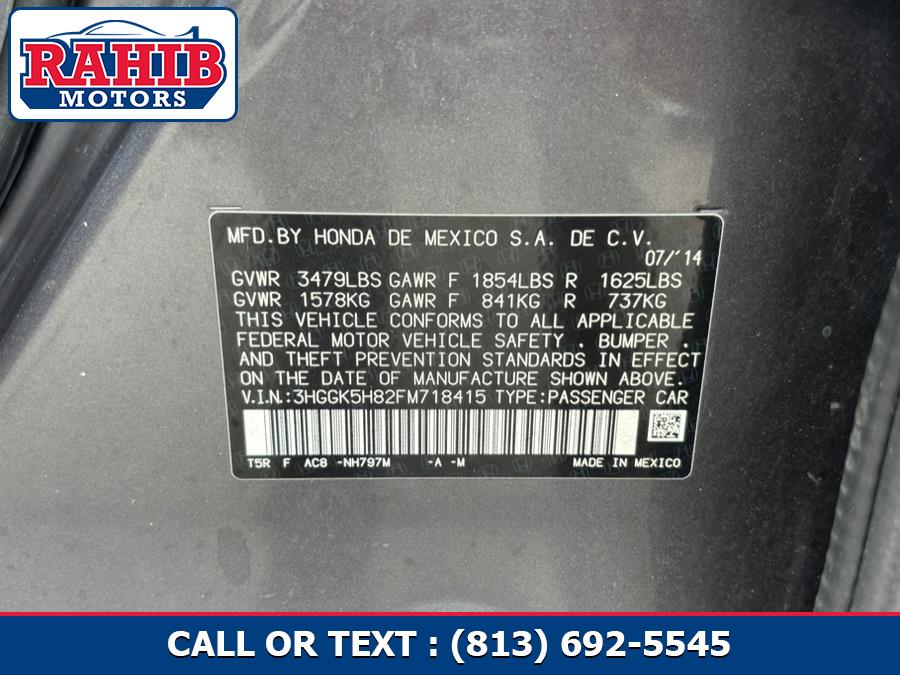 RAHIB
MOTORS
MFD.BY HONDA DE MEXICO S.A. DE C.V.
07/'14
GVWR 3479LBS GAWR F 1854LBS R 1625LBS
GVWR 1578KG GAWR F 841KG R 737KG
THIS VEHICLE CONFORMS TO ALL APPLICABLE
FEDERAL MOTOR VEHICLE SAFETY , BUMPER ,
AND THEFT PREVENTION STANDARDS IN EFFECT
ON THE DATE OF MANUFACTURE SHOWN ABOVE.
V.I.N.:3HGGK5H82FM718415 TYPE:PASSENGER CAR
T5R F AC8 -NH797M -A -M MADE IN MEXICO
CALL OR TEXT : (813) 692-5545